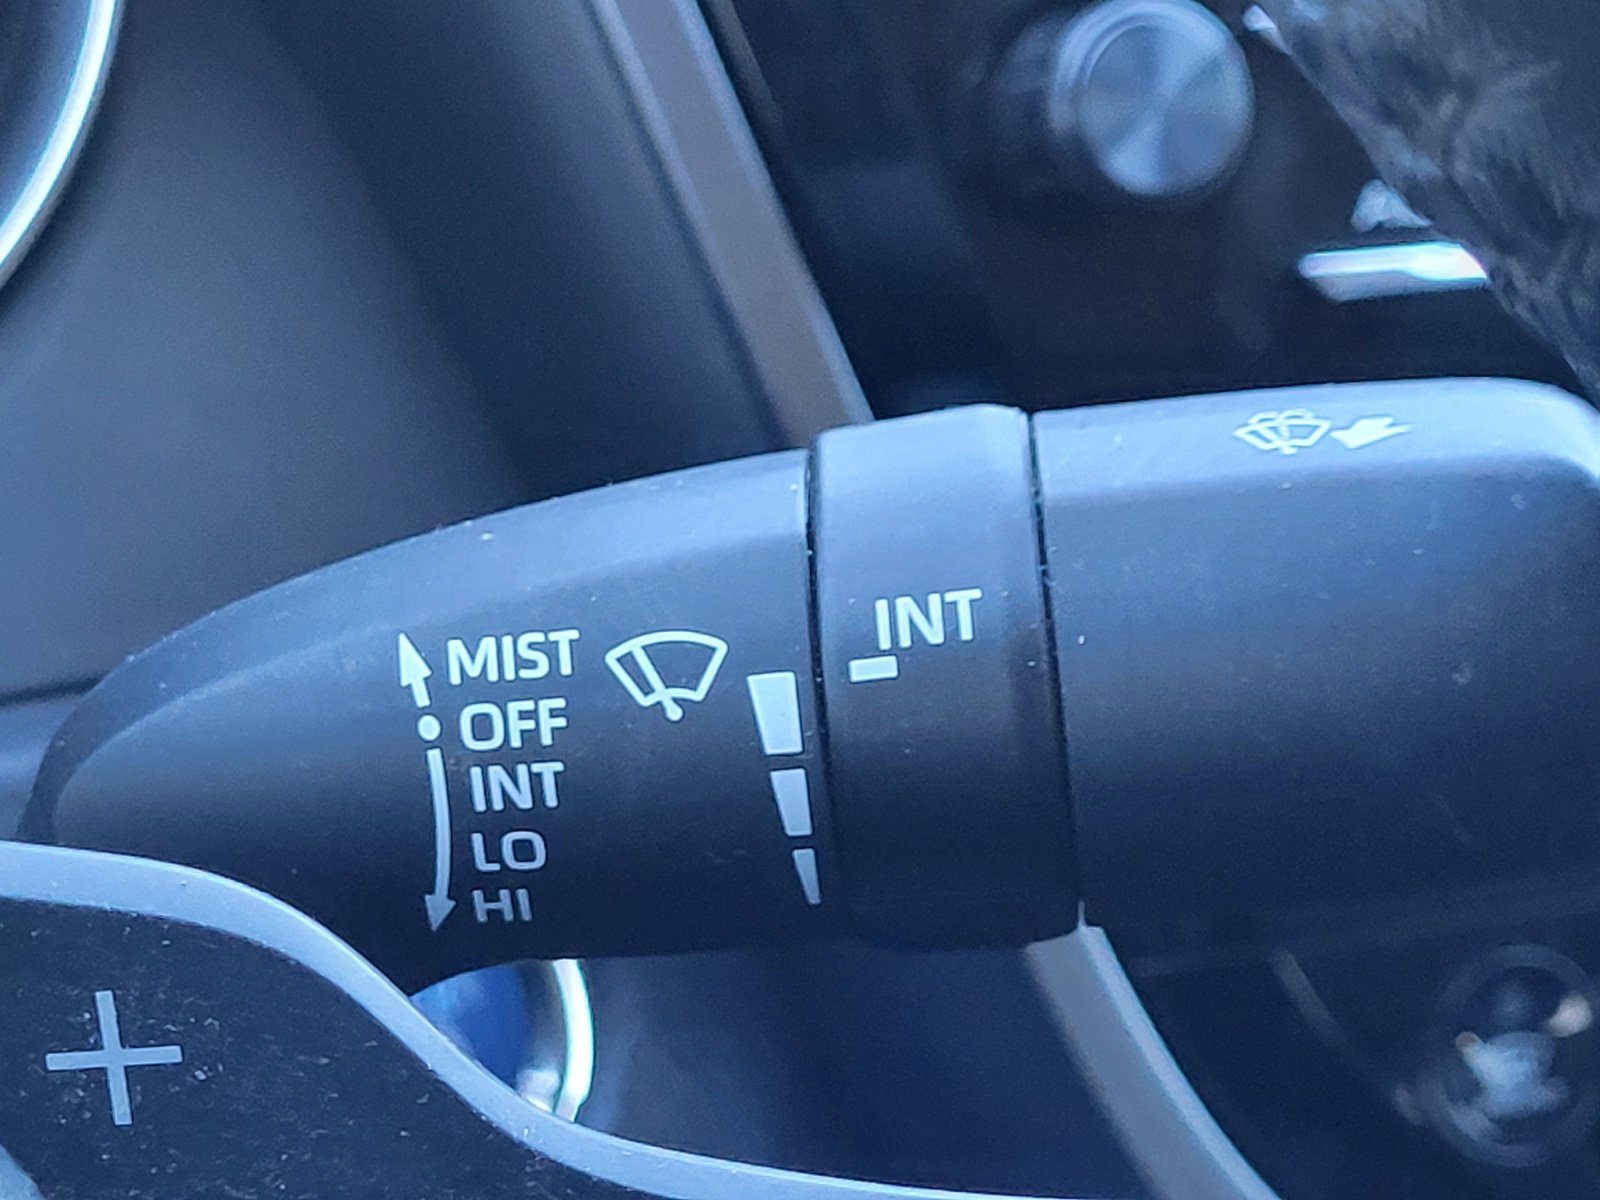 INT
MIST
OFF
INT
LO
HI
+